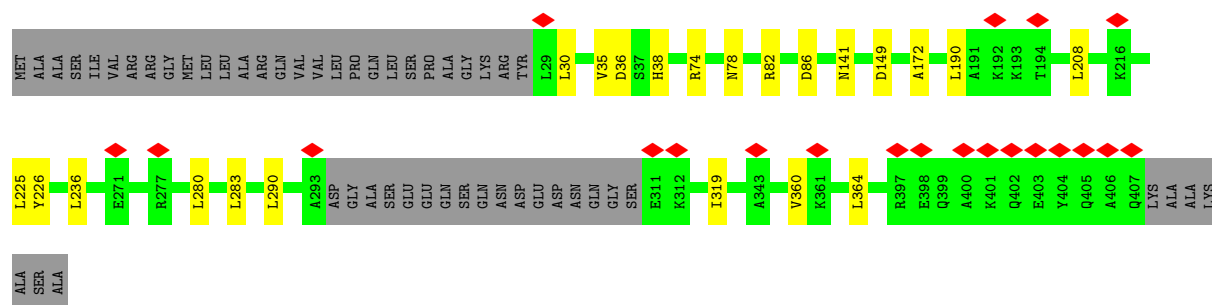 MET ALA ALA SER ILE VAL ARG ARG GLY MET LEU LEU ALA ARG GLN VAL VAL LEU PRO GLN LEU SER PRO ALA GLY LYS ARG TYR L29 L30 V35 D36 S37 H38 R74 N78 R82 D86 N141 D149 A172 L190 A191 K192 K193 T194 L208 K216
L225 Y226 L236 E271 R277 L280 L283 L290 A293 ASP GLY ALA SER GLU GLU GLN SER GLN ASN ASP GLU ASP ASN GLN GLY SER E311 K312 I319 A343 V360 K361 L364 R397 E398 Q399 A400 K401 Q402 E403 Y404 Q405 A406 Q407 LYS ALA ALA LYS
ALA SER ALA